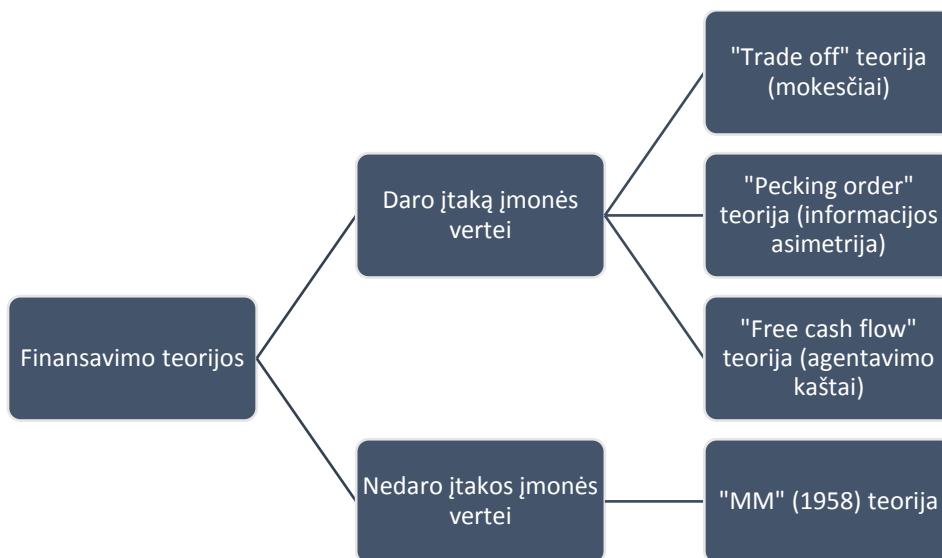 Finansavimo teorijos
Daro įtaką įmonės
vertei
"Trade off" teorija
(mokesčiai)
"Pecking order"
teorija (informacijos
asimetrija)
"Free cash flow"
teorija (agentavimo
kaštai)
Nedaro įtakos įmonės
vertei
"MM" (1958) teorija